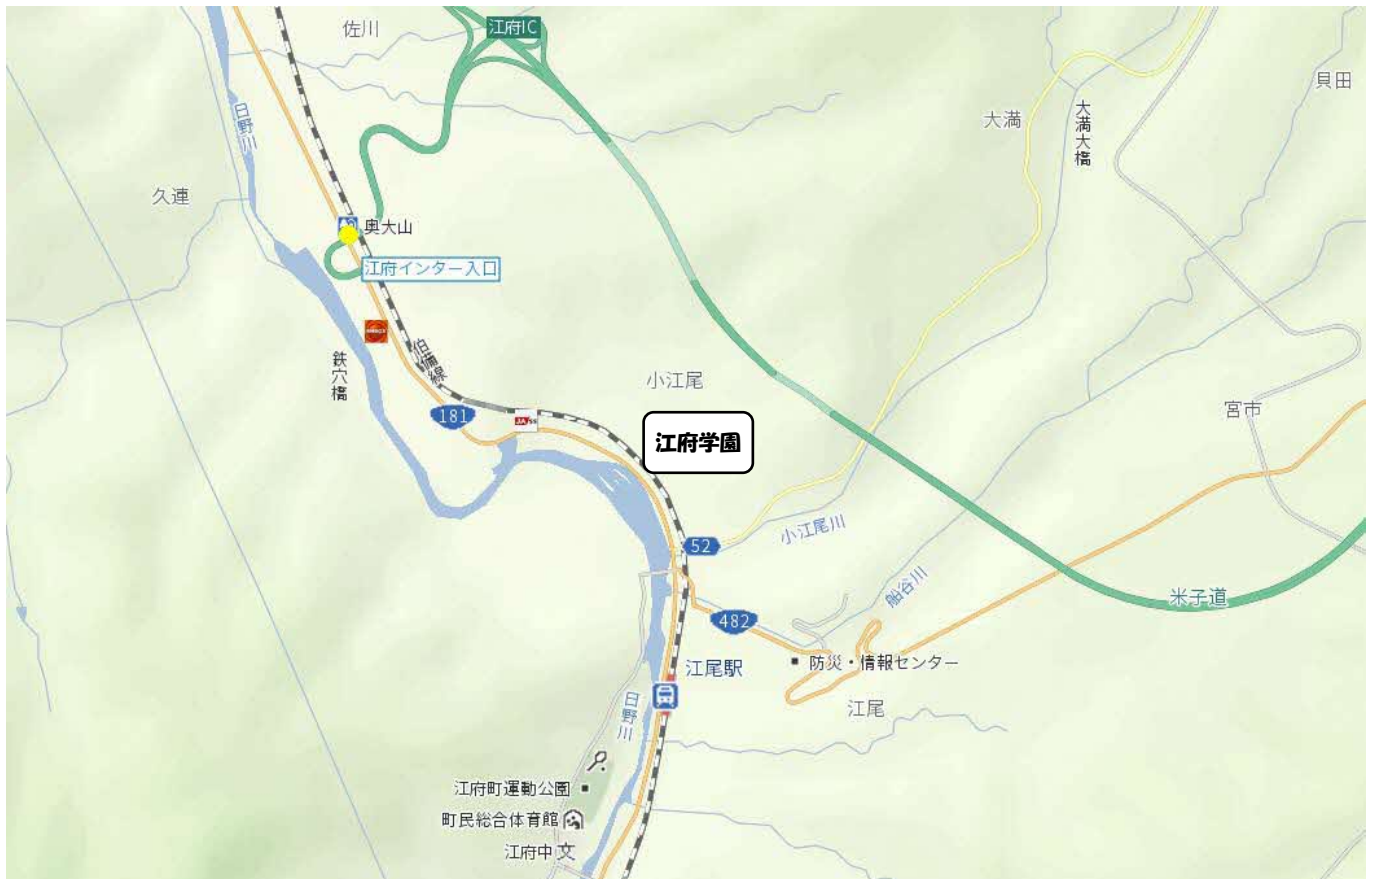 佐川
江府IC
貝田
大満
大満大橋
日野川
久連
奥大山
江府インター入口
鉄穴橋
伯備線
小江尾
宮市
181
JA SS
江府学園
52
小江尾川
船谷川
米子道
482
江尾駅
防災・情報センター
江尾
日野川
江府町運動公園
町民総合体育館
江府中
文